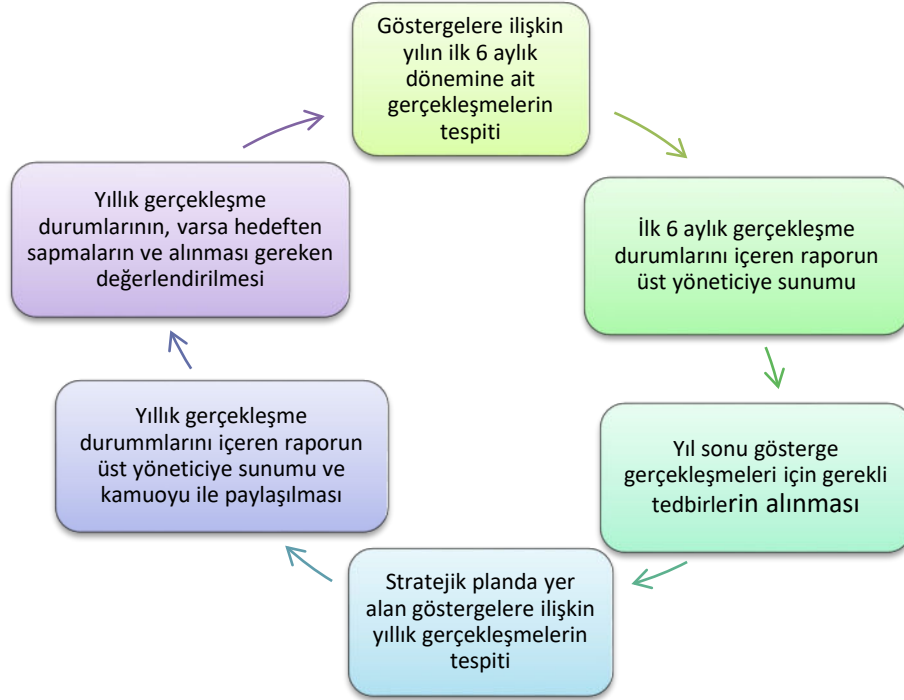 Göstergelere ilişkin
yılın ilk 6 aylık
dönemine ait
gerçekleşmelerin
tespiti
İlk 6 aylık gerçekleşme
durumlarını içeren raporun
üst yöneticiye sunumu
Yıl sonu gösterge
gerçekleşmeleri için gerekli
tedbirlerin alınması
Stratejik planda yer
alan göstergelere ilişkin
yıllık gerçekleşmelerin
tespiti
Yıllık gerçekleşme
durummlarını içeren raporun
üst yöneticiye sunumu ve
kamuoyu ile paylaşılması
Yıllık gerçekleşme
durumlarının, varsa hedeften
sapmaların ve alınması gereken
değerlendirilmesi